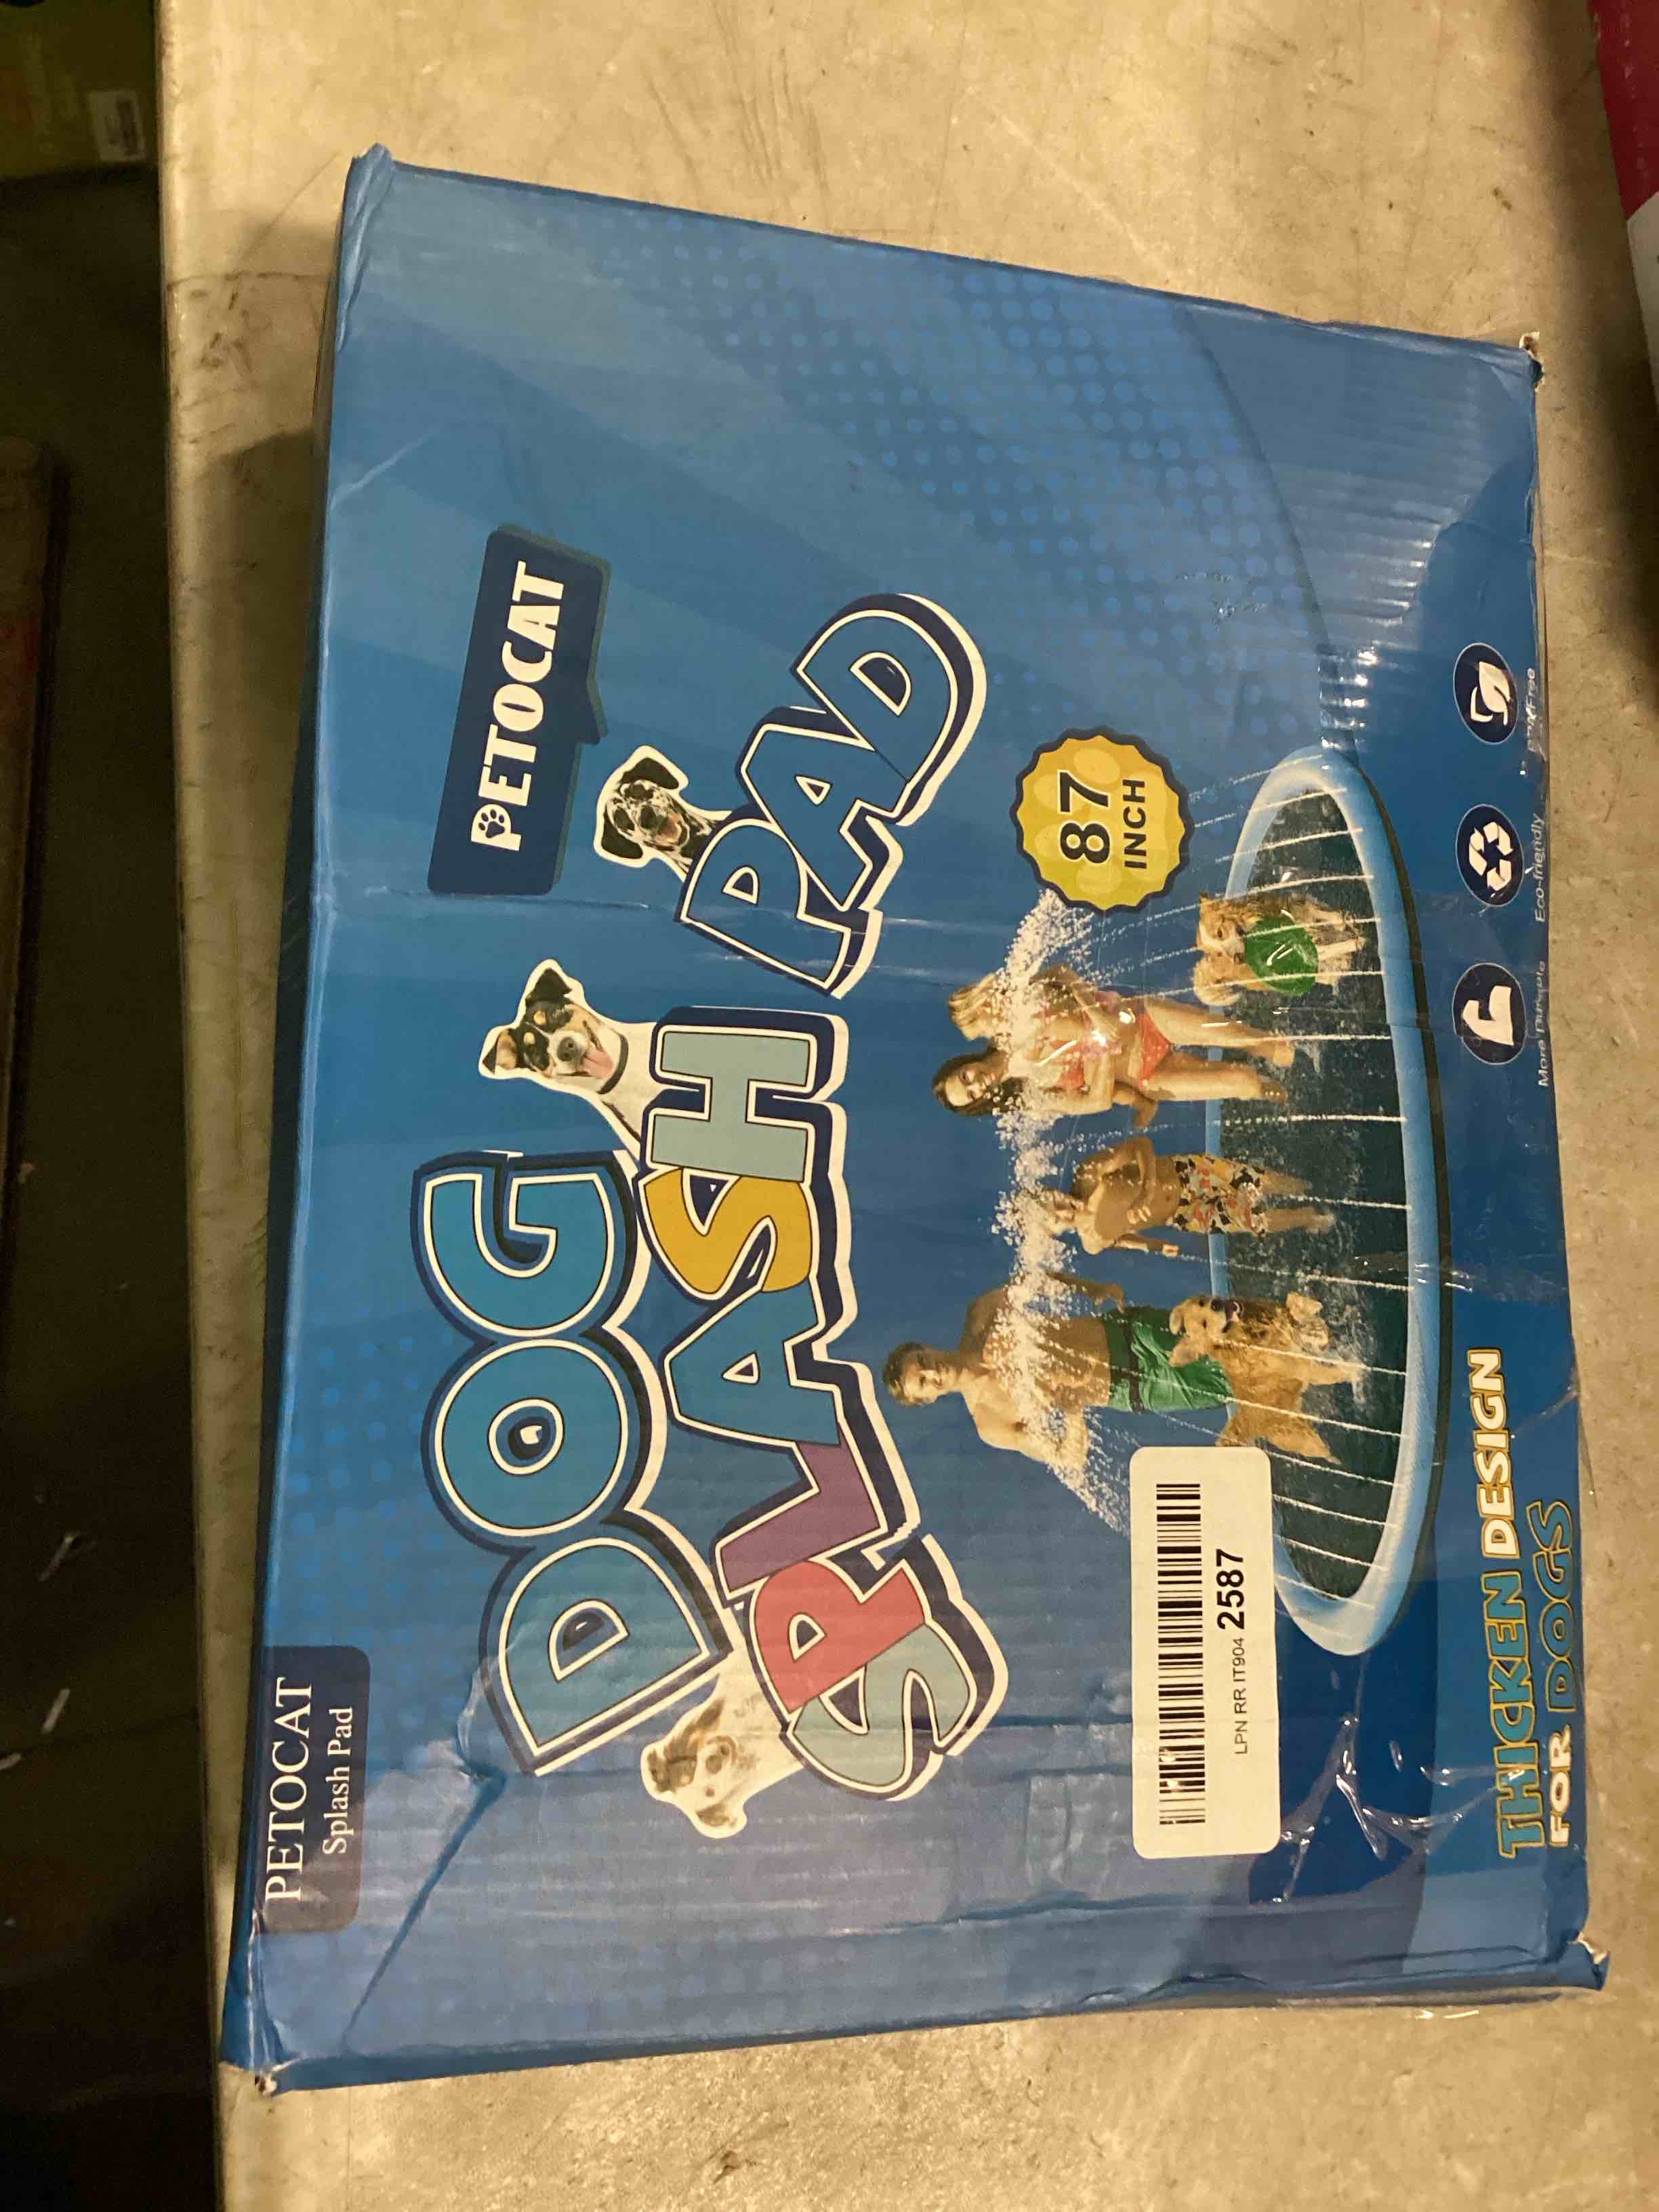 PETOCAT
Splash Pad
PETOCAT
DOG
SPLASH PAD
87
INCH
LPN RR IT904 2587
THICKEN DESIGN
FOR DOGS
More Durable
Eco-friendly
Free